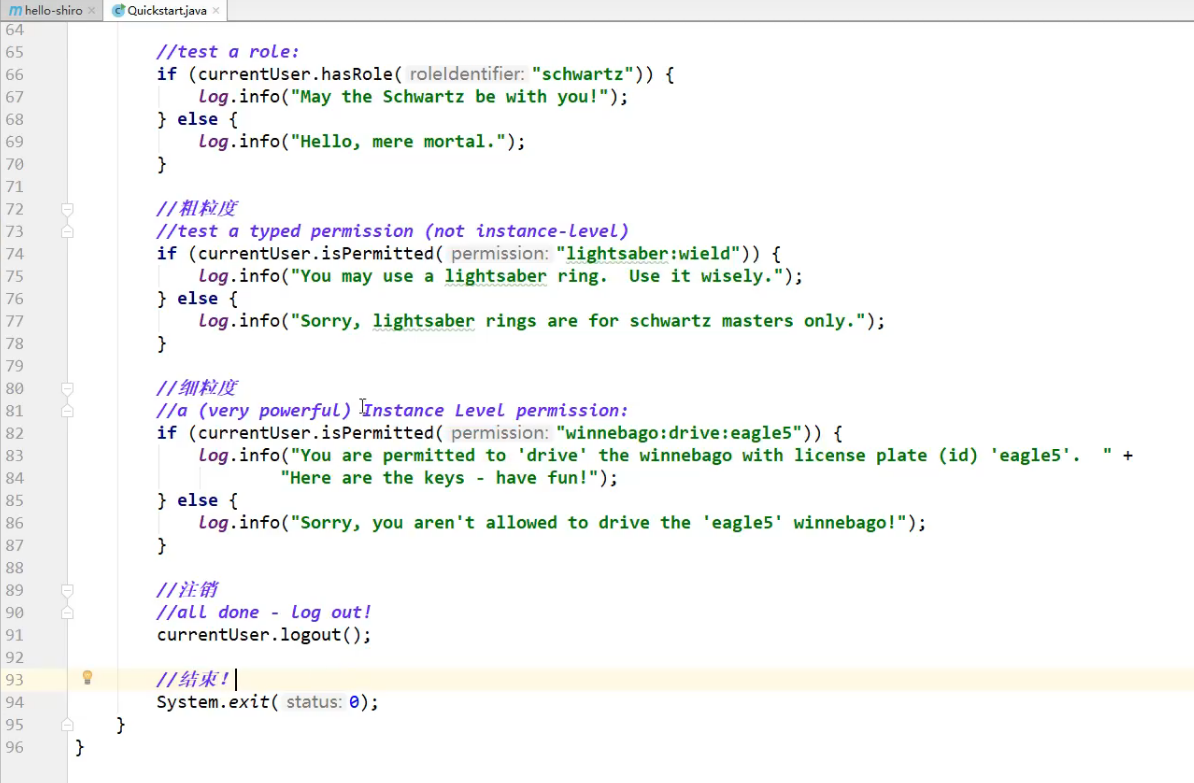 hello-shiro × Quickstart.java ×
64
65 //test a role:
66 if (currentUser.hasRole( roleIdentifier: "schwartz")) {
67 log.info("May the Schwartz be with you!");
68 } else {
69 log.info("Hello, mere mortal.");
70 }
71
72 //粗粒度
73 //test a typed permission (not instance-level)
74 if (currentUser.isPermitted( permission: "lightsaber:wield")) {
75 log.info("You may use a lightsaber ring.  Use it wisely.");
76 } else {
77 log.info("Sorry, lightsaber rings are for schwartz masters only.");
78 }
79
80 //细粒度
81 //a (very powerful) Instance Level permission:
82 if (currentUser.isPermitted( permission: "winnebago:drive:eagle5")) {
83 log.info("You are permitted to 'drive' the winnebago with license plate (id) 'eagle5'.  " +
84 "Here are the keys - have fun!");
85 } else {
86 log.info("Sorry, you aren't allowed to drive the 'eagle5' winnebago!");
87 }
88
89 //注销
90 //all done - log out!
91 currentUser.logout();
92
93 //结束!
94 System.exit( status: 0);
95 }
96 }